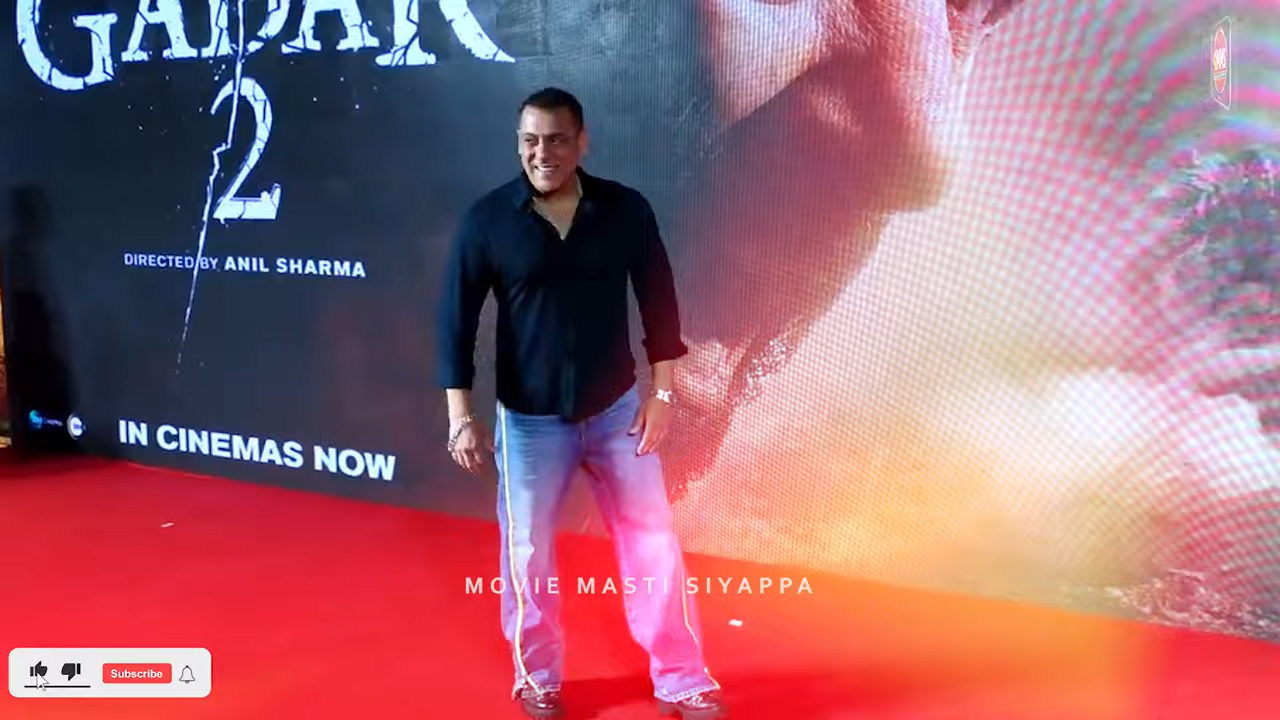 GADAR
2
DIRECTED BY ANIL SHARMA
IN CINEMAS NOW
MOVIE MASTI SIYAPPA
Subscribe